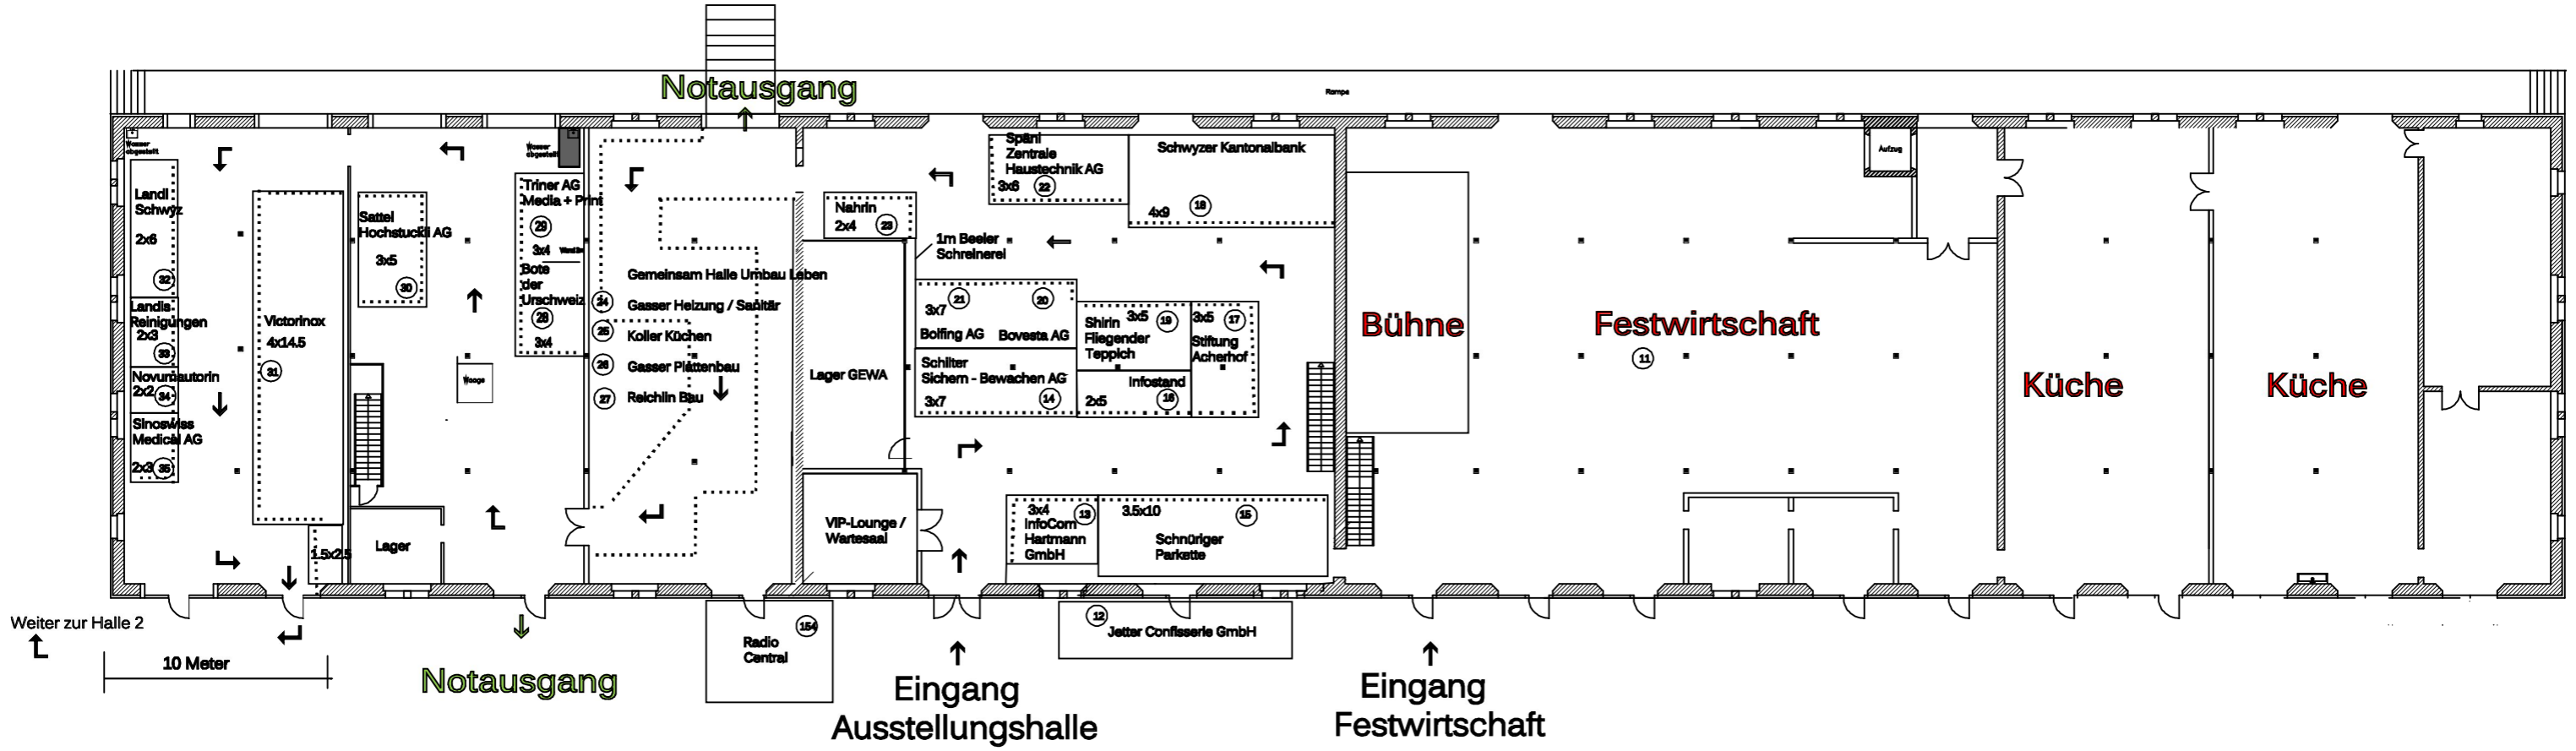 Notausgang
Rampe
Wasser
abgestellt
Landi
Schwyz
2x6
32
Landis
Reinigungen
2x3
33
Novumautorin
2x2
34
Sinoswiss
Medical AG
2x3
35
Victorinox
4x14.5
31
1.5x2.5
Sattel
Hochstuckli AG
3x5
30
Waage
Lager
Wasser
abgestellt
Triner AG
Media + Print
29
3x4
Bote
der
Urschweiz
28
3x4
Gemeinsam Halle Umbau Leben
24 Gasser Heizung / Sanitär
25 Koller Küchen
26 Gasser Plattenbau
27 Reichlin Bau
Nahrin
2x4
23
Lager GEWA
VIP-Lounge /
Wartesaal
1m Beeler
Schreinerei
Späni
Zentrale
Haustechnik AG
3x6
22
Schwyzer Kantonalbank
4x9
18
21
20
3x7
Bolfing AG
Bovesta AG
Schilter
Sichern - Bewachen AG
3x7
14
Shirin
3x5
19
Fliegender
Teppich
3x5
17
Stiftung
Acherhof
Infostand
2x5
16
3x4
13
InfoCom
Hartmann
GmbH
3.5x10
15
Schnüriger
Parkette
Bühne
Festwirtschaft
11
Aufzug
Küche
Küche
Weiter zur Halle 2
10 Meter
Notausgang
154
Radio
Central
12
Jetter Confisserie GmbH
Eingang
Ausstellungshalle
Eingang
Festwirtschaft